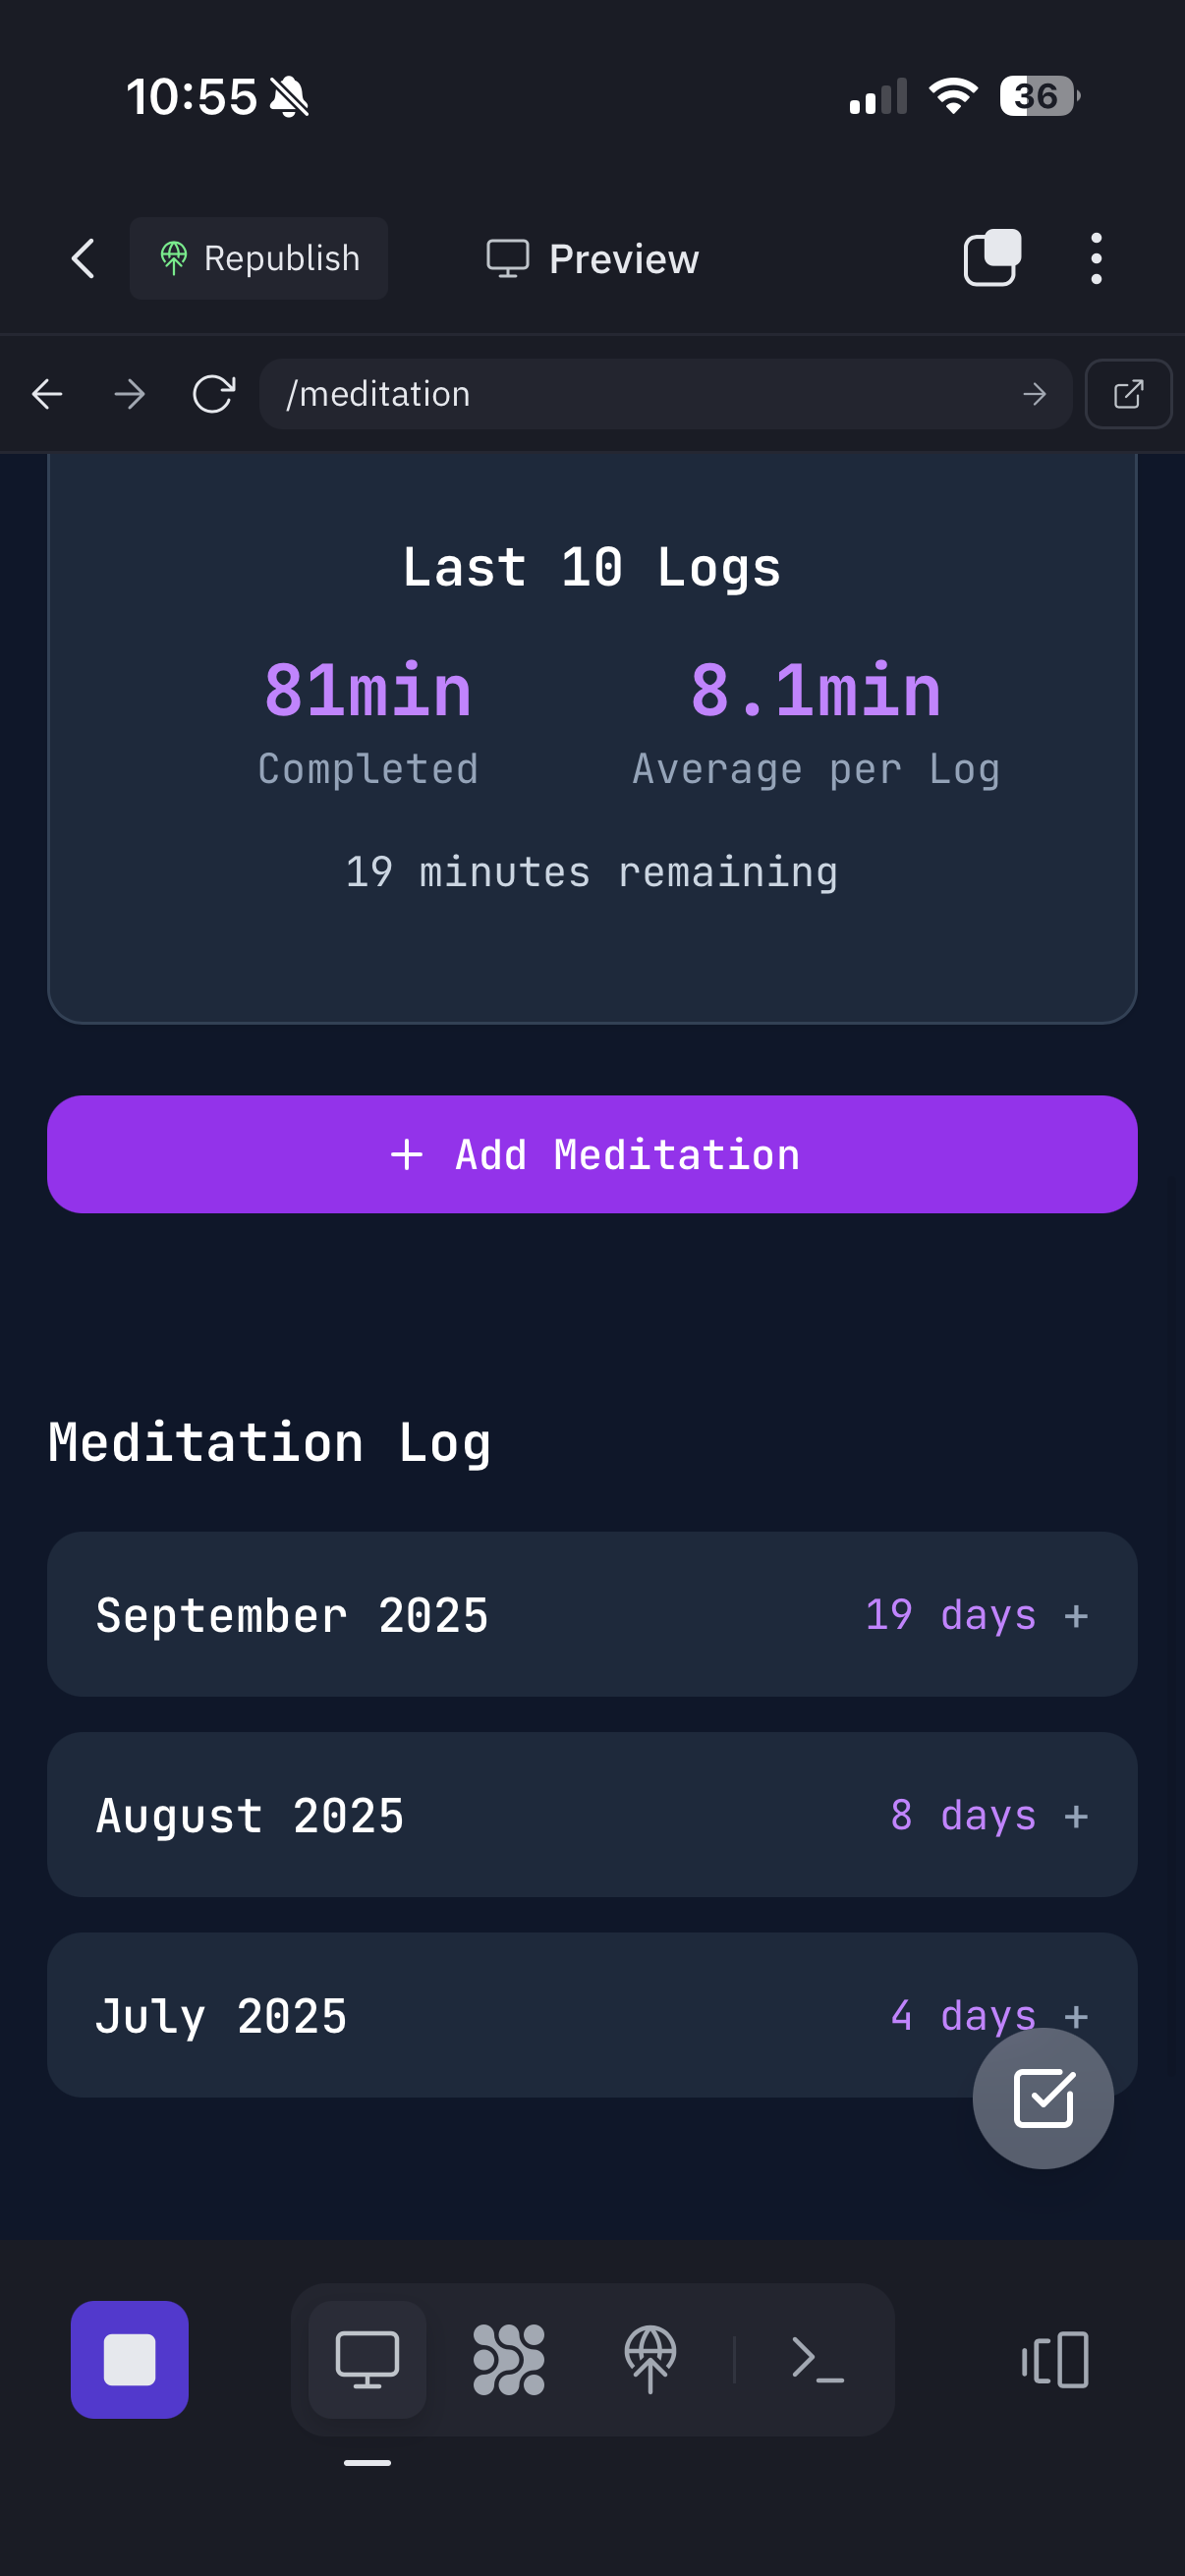 10:55
36
Republish
Preview
/meditation
Last 10 Logs
81min
8.1min
Completed
Average per Log
19 minutes remaining
+ Add Meditation
Meditation Log
September 2025
19 days +
August 2025
8 days +
July 2025
4 days +